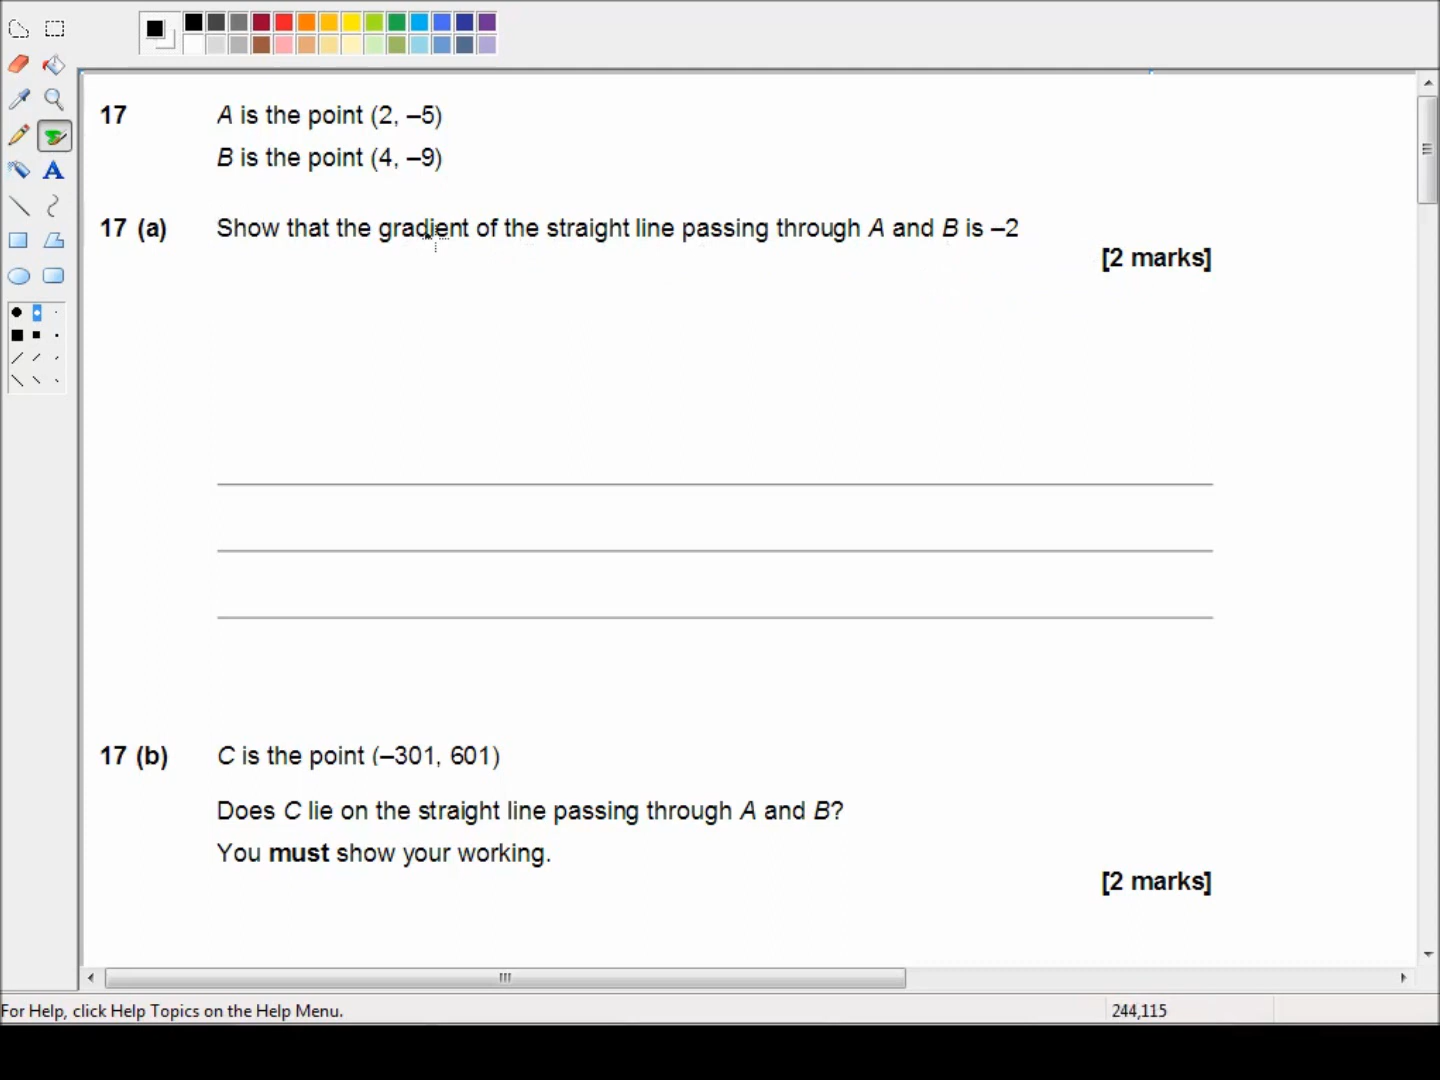 17 A is the point (2, –5)
B is the point (4, –9)
17 (a) Show that the gradient of the straight line passing through A and B is –2
[2 marks]
17 (b) C is the point (–301, 601)
Does C lie on the straight line passing through A and B?
You must show your working.
[2 marks]
For Help, click Help Topics on the Help Menu. 244,115